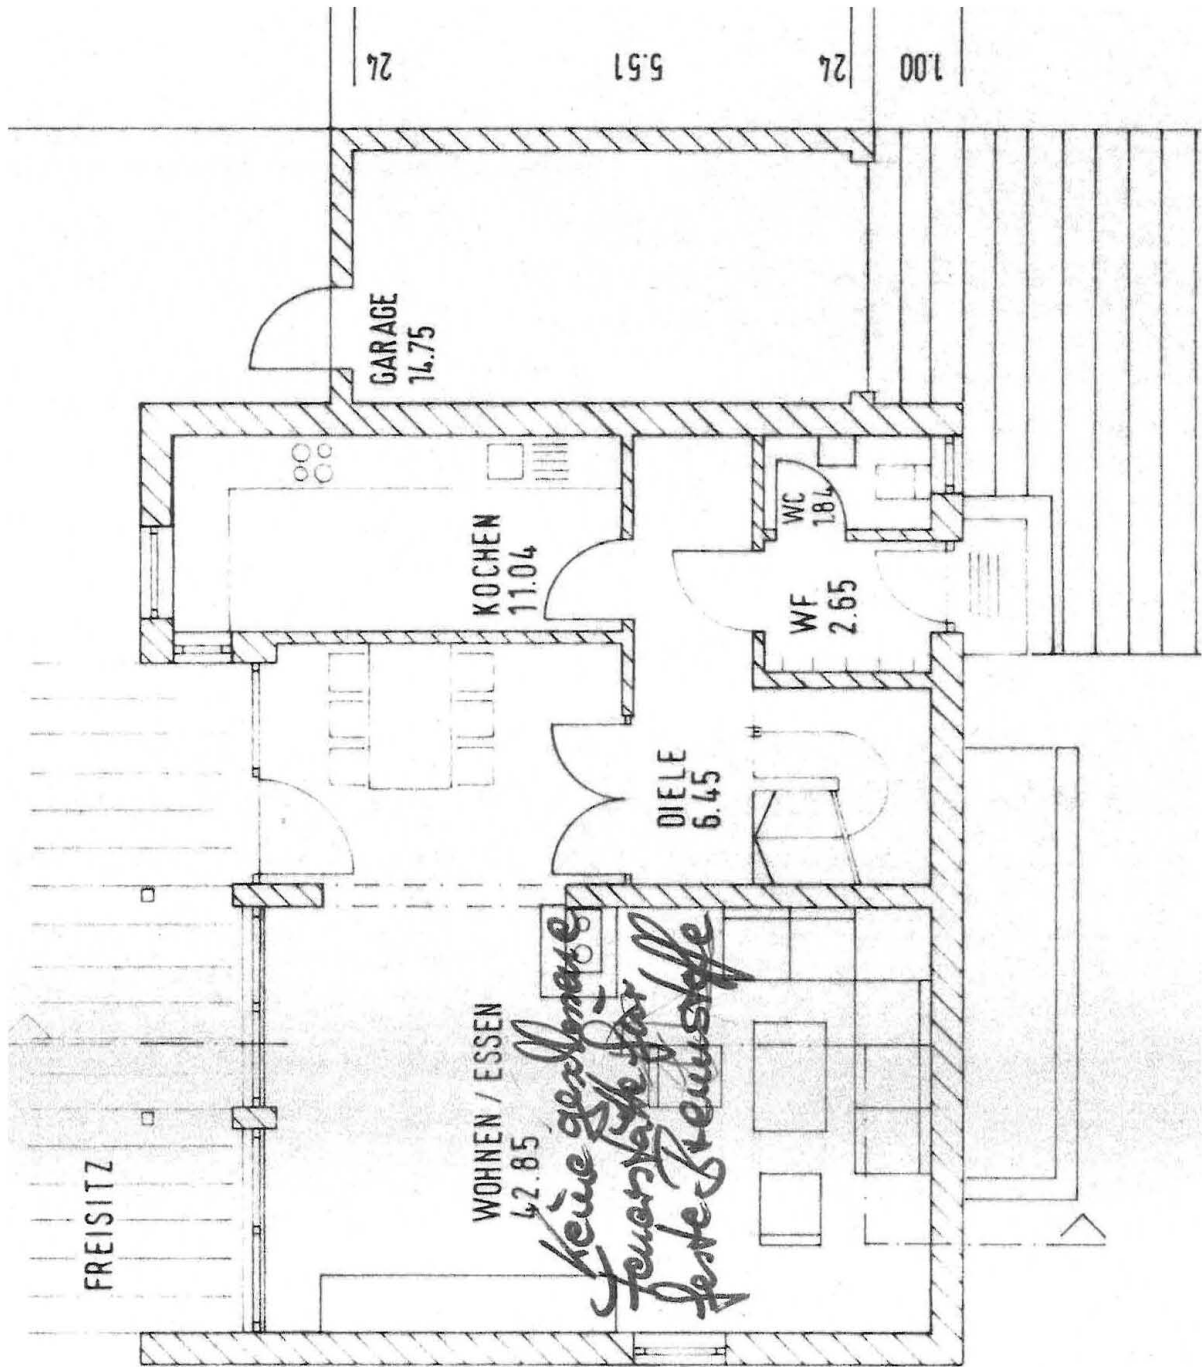 24
5.51
24
1.00
GARAGE
14.75
KOCHEN
11.04
WC
1.84
WF
2.65
DIELE
6.45
WOHNEN / ESSEN
42.85
FREISITZ
Keine
Feuerstätte für
feste Brennstoffe